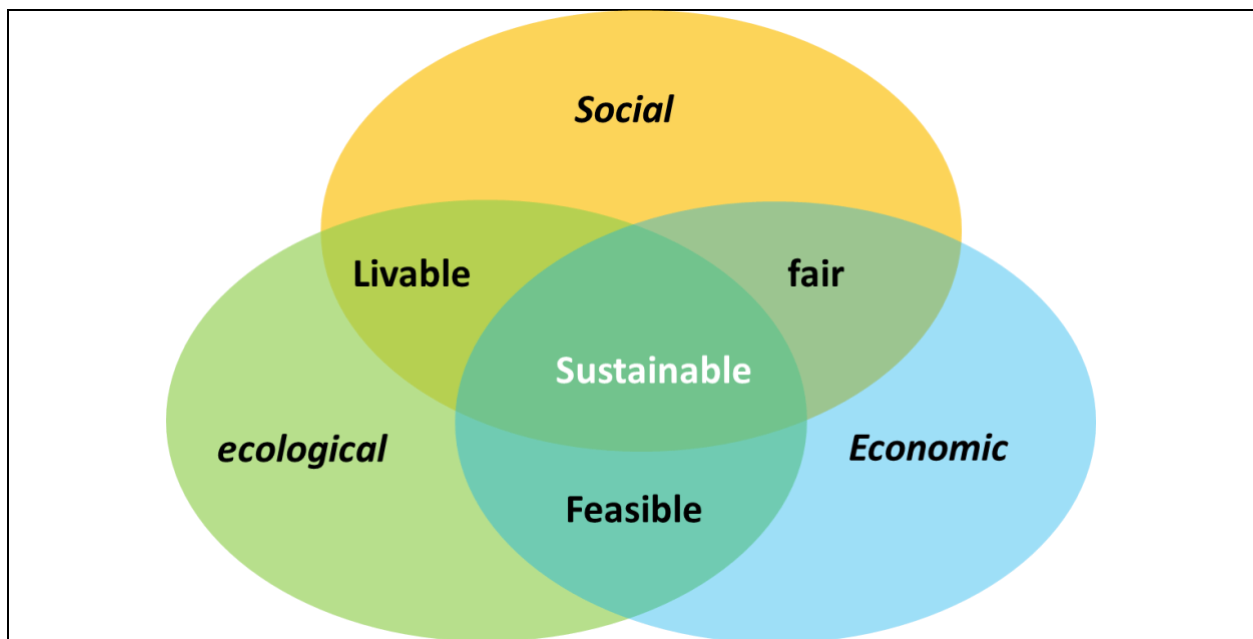 Social
Livable
fair
Sustainable
ecological
Economic
Feasible